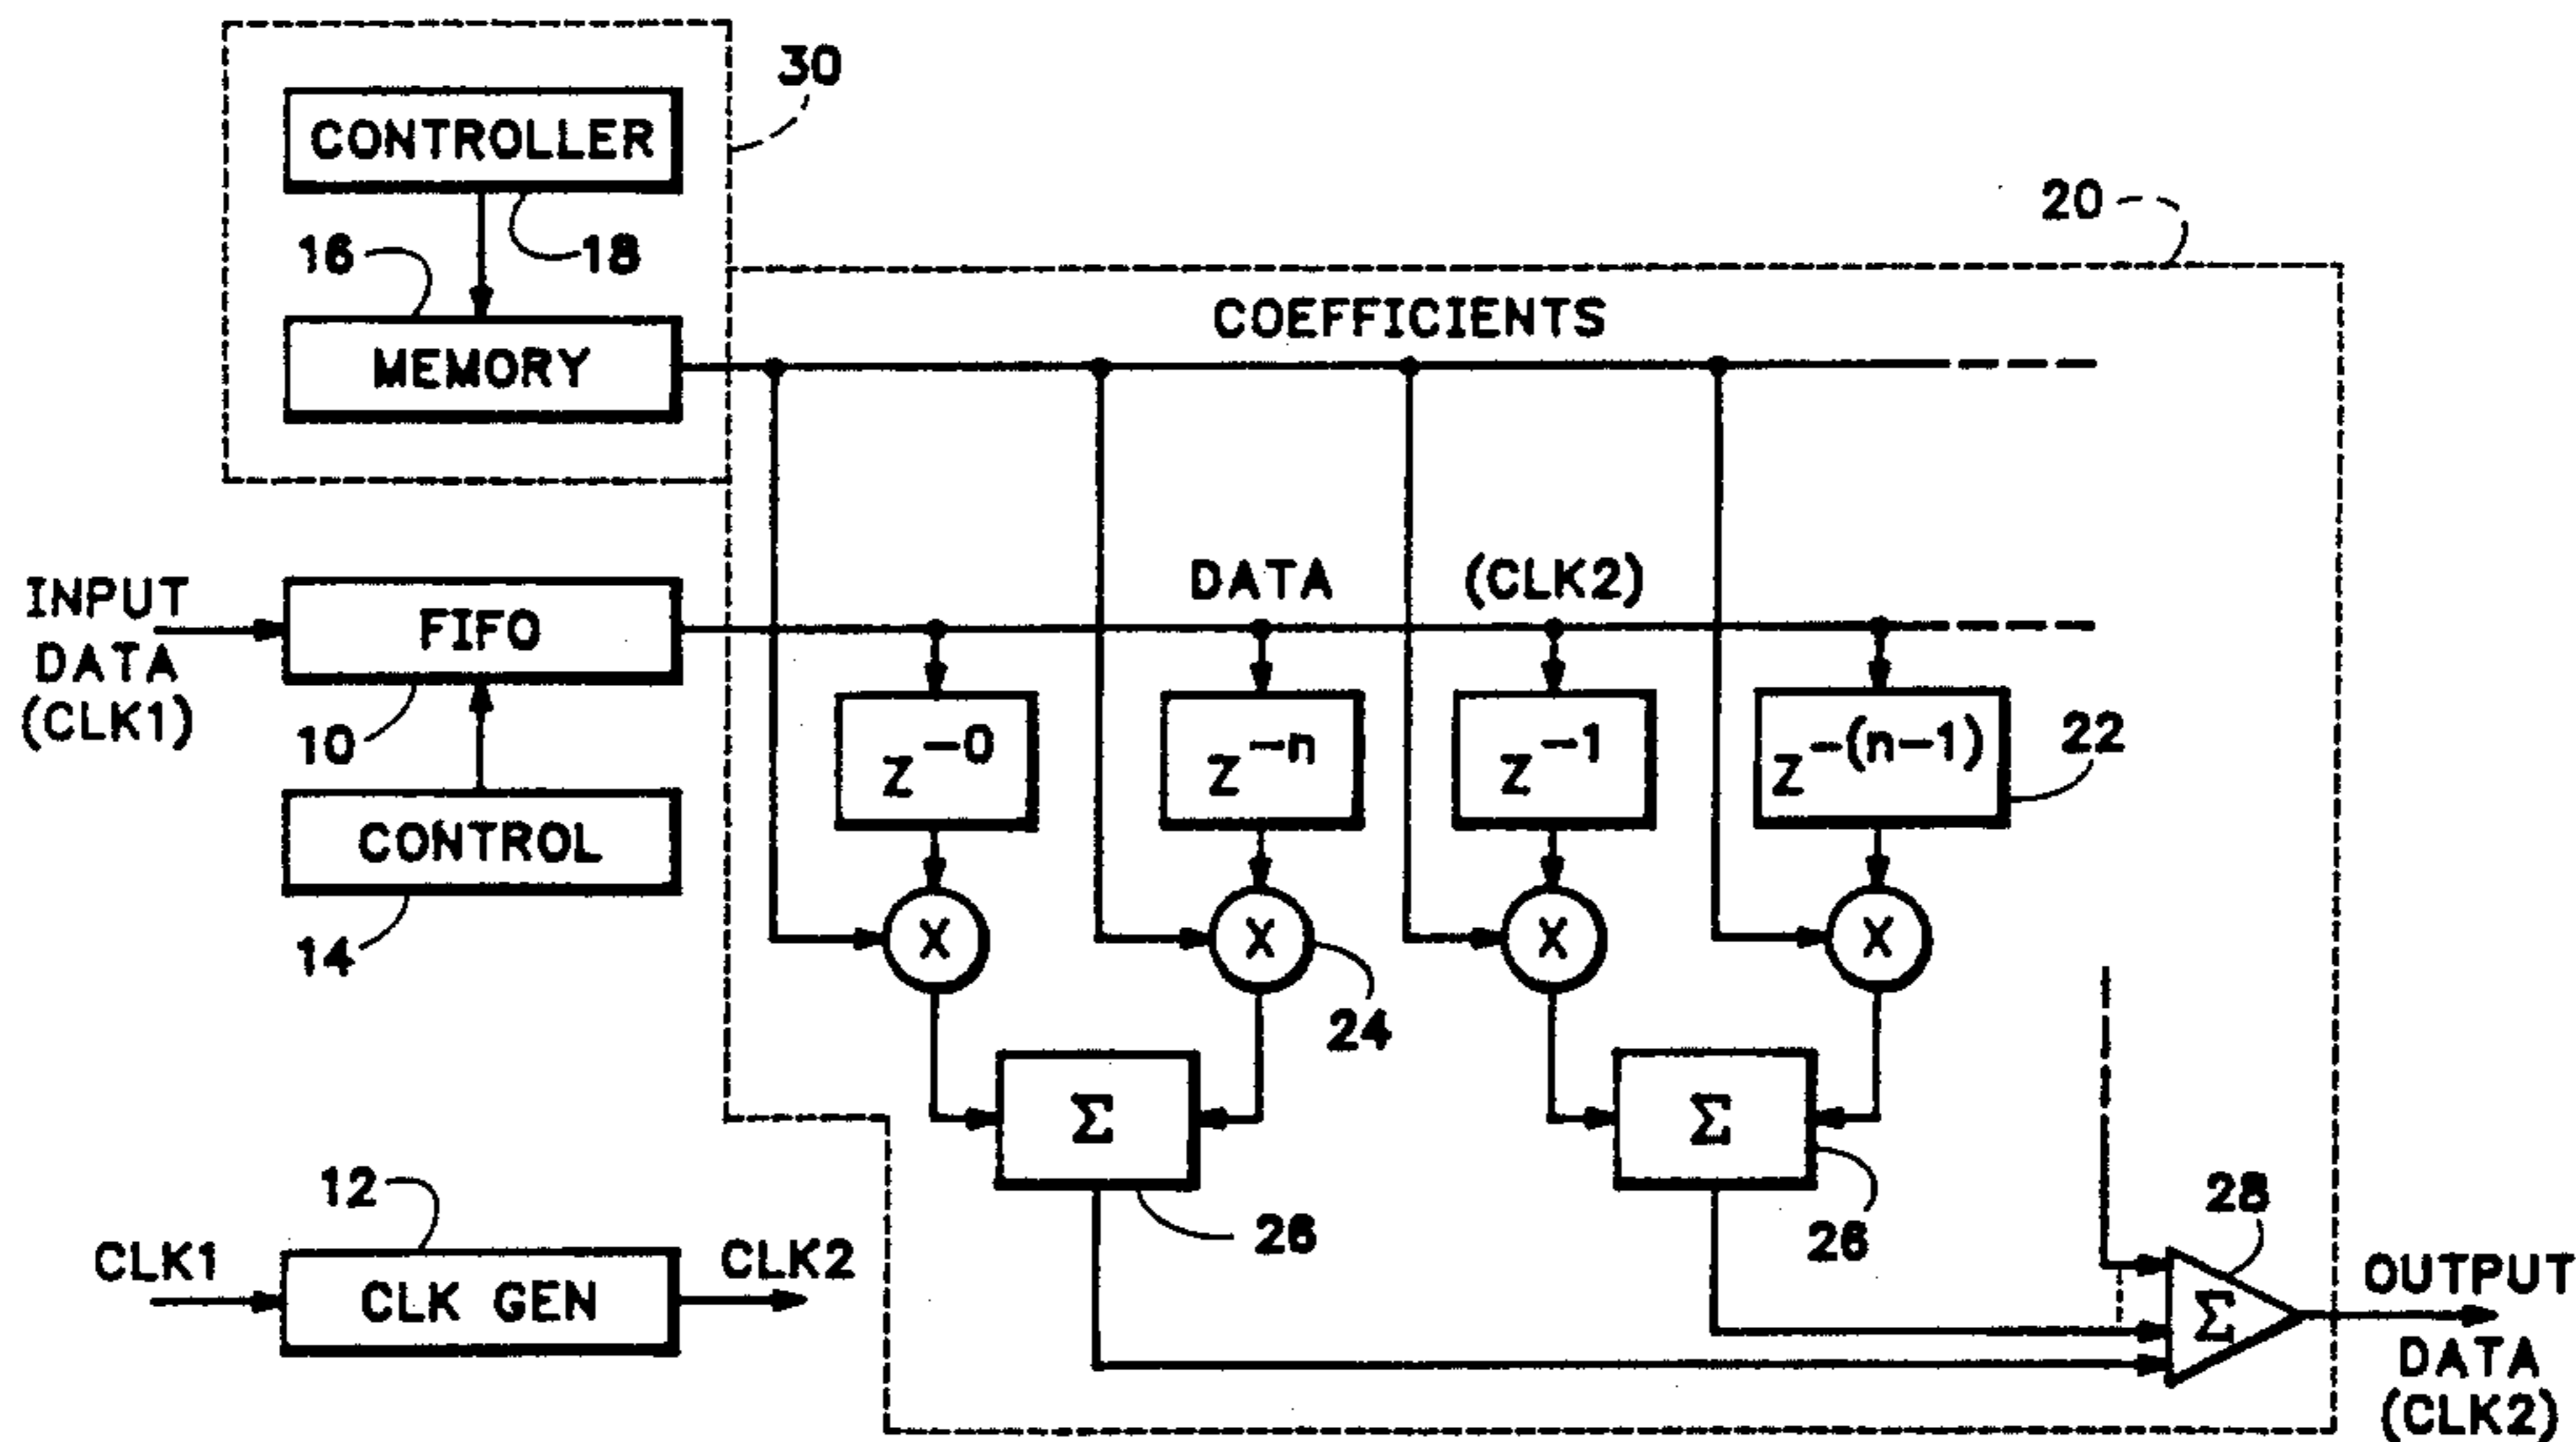 30
CONTROLLER
20
16
18
COEFFICIENTS
MEMORY
INPUT
DATA
(CLK1)
FIFO
DATA (CLK2)
10
z^-0
z^-n
z^-1
z^-(n-1)
22
CONTROL
14
X
X
X
X
24
Σ
Σ
12
26
26
28
CLK1
CLK GEN
CLK2
Σ
OUTPUT
DATA
(CLK2)